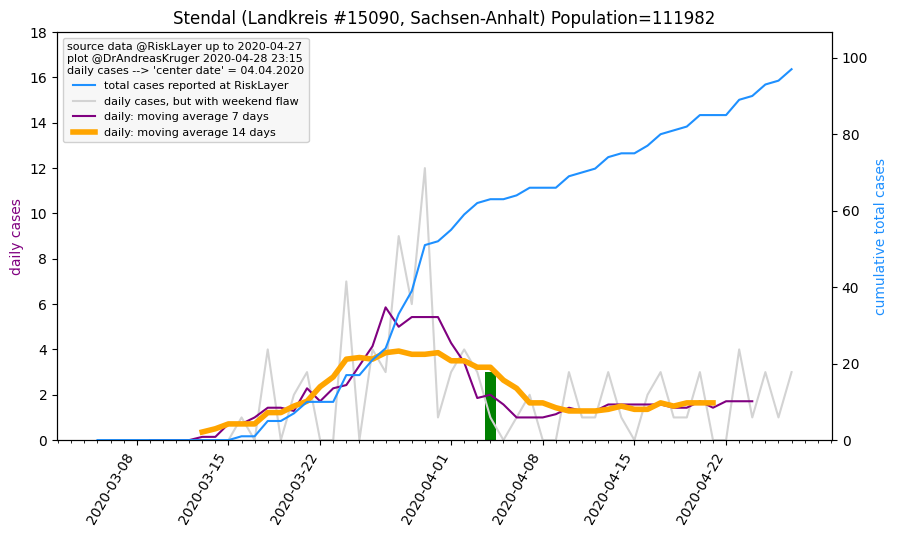 Stendal (Landkreis #15090, Sachsen-Anhalt) Population=111982
source data @RiskLayer up to 2020-04-27
plot @DrAndreasKruger 2020-04-28 23:15
daily cases --> 'center date' = 04.04.2020
total cases reported at RiskLayer
daily cases, but with weekend flaw
daily: moving average 7 days
daily: moving average 14 days
daily cases
18
16
14
12
10
8
6
4
2
0
cumulative total cases
100
80
60
40
20
0
2020-03-08
2020-03-15
2020-03-22
2020-04-01
2020-04-08
2020-04-15
2020-04-22